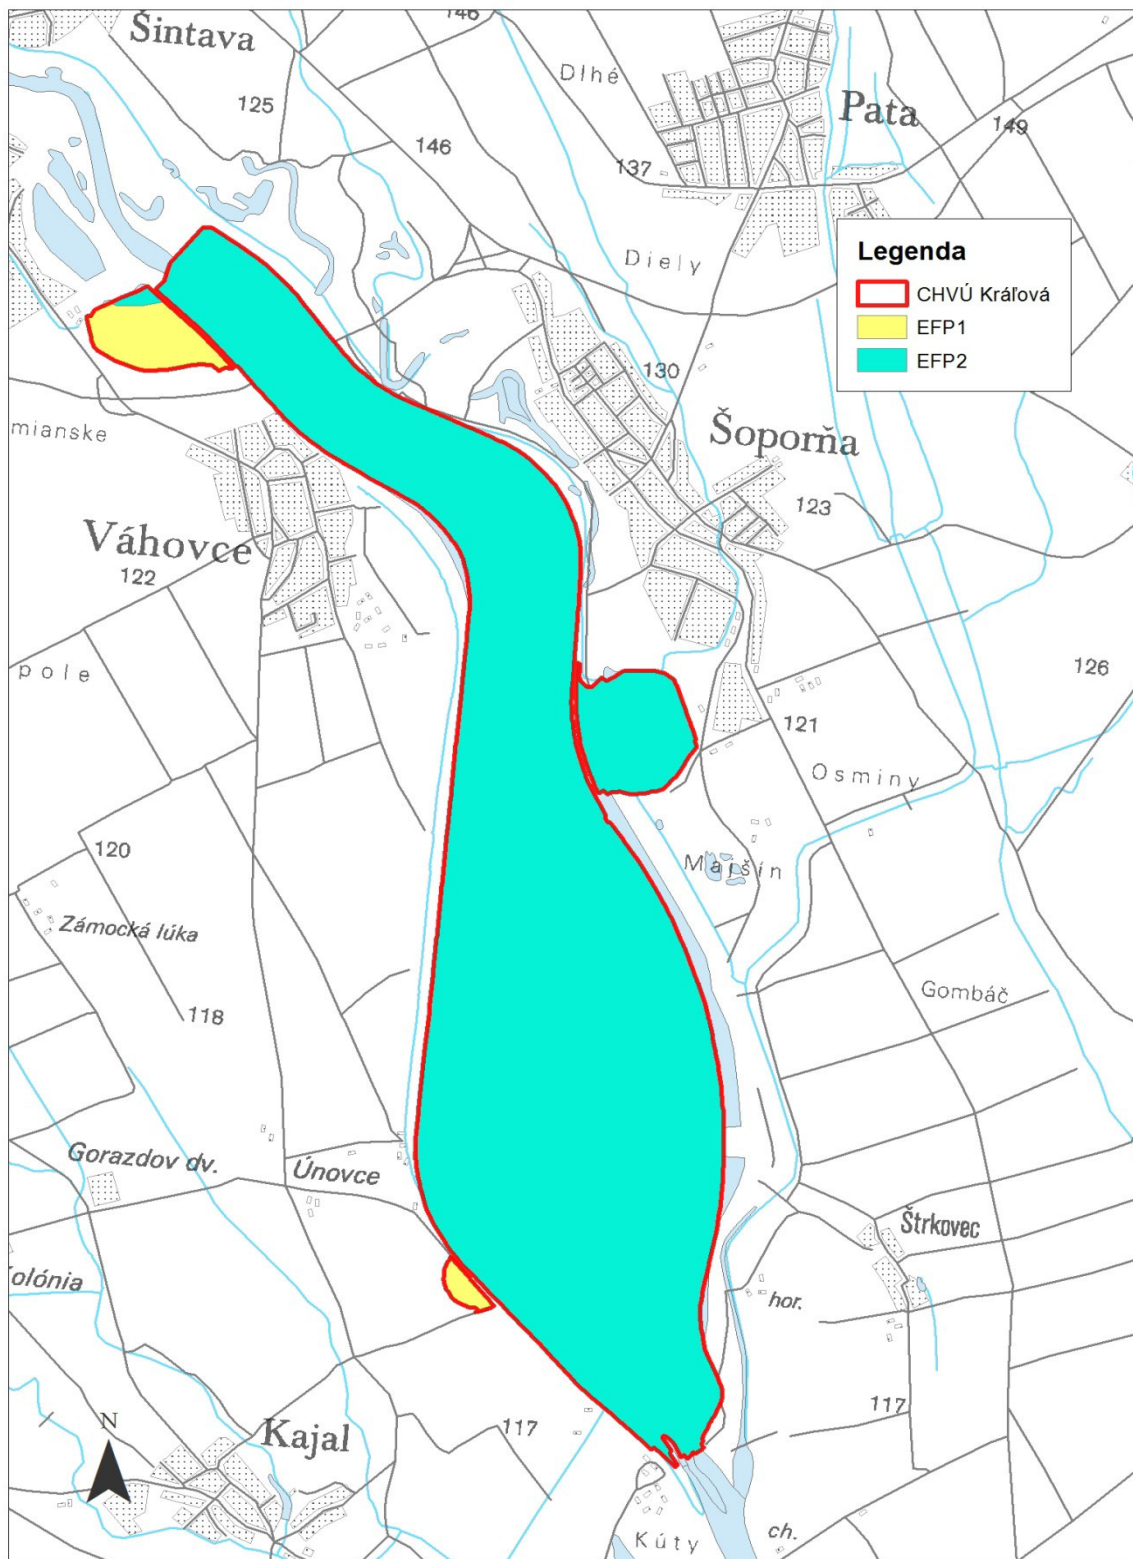 146
Šintava
Dlhé
125
Pata
149
146
137
Diely
Legenda
CHVÚ Kráľová
EFP1
EFP2
130
mianske
Šoporňa
123
Váhovce
122
pole
126
121
Osminy
120
Majšín
Zámocká lúka
118
Gombáč
Gorazdov dv.
Únovce
Štrkovec
olónia
hor.
117
N
Kajal
117
Kúty
ch.